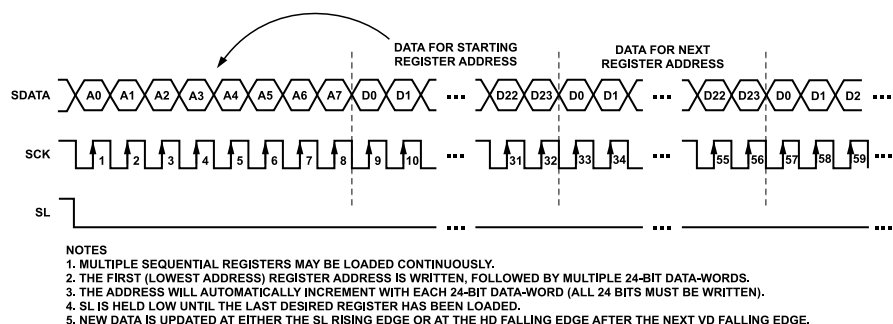 DATA FOR STARTING
REGISTER ADDRESS
DATA FOR NEXT
REGISTER ADDRESS
SDATA A0 A1 A2 A3 A4 A5 A6 A7 D0 D1 ... D22 D23 D0 D1 ... D22 D23 D0 D1 D2 ...
SCK 1 2 3 4 5 6 7 8 9 10 ... 31 32 33 34 ... 55 56 57 58 59 ...
SL ... ... ...
NOTES
1. MULTIPLE SEQUENTIAL REGISTERS MAY BE LOADED CONTINUOUSLY.
2. THE FIRST (LOWEST ADDRESS) REGISTER ADDRESS IS WRITTEN, FOLLOWED BY MULTIPLE 24-BIT DATA-WORDS.
3. THE ADDRESS WILL AUTOMATICALLY INCREMENT WITH EACH 24-BIT DATA-WORD (ALL 24 BITS MUST BE WRITTEN).
4. SL IS HELD LOW UNTIL THE LAST DESIRED REGISTER HAS BEEN LOADED.
5. NEW DATA IS UPDATED AT EITHER THE SL RISING EDGE OR AT THE HD FALLING EDGE AFTER THE NEXT VD FALLING EDGE.